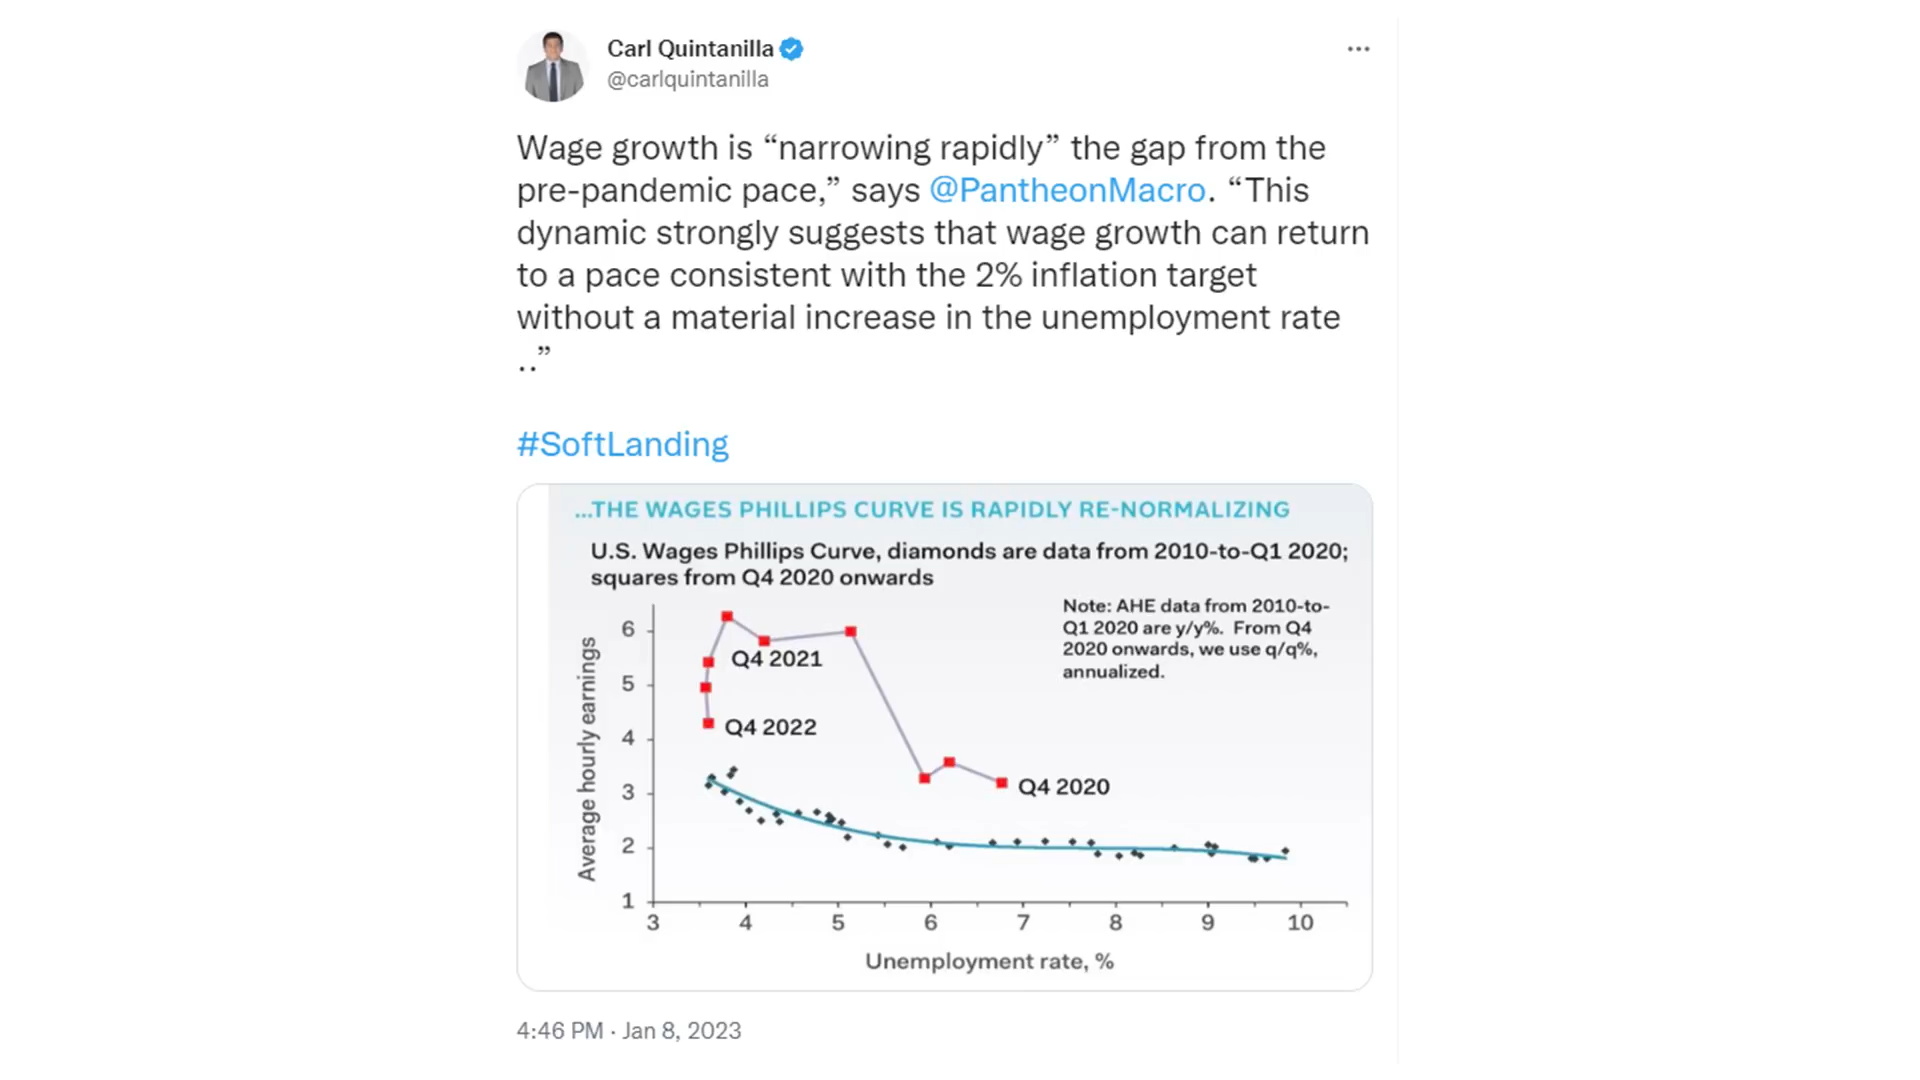 Carl Quintanilla
@carlquintanilla
Wage growth is “narrowing rapidly” the gap from the
pre-pandemic pace,” says @PantheonMacro. “This
dynamic strongly suggests that wage growth can return
to a pace consistent with the 2% inflation target
without a material increase in the unemployment rate
..”
#SoftLanding
...THE WAGES PHILLIPS CURVE IS RAPIDLY RE-NORMALIZING
U.S. Wages Phillips Curve, diamonds are data from 2010-to-Q1 2020;
squares from Q4 2020 onwards
Note: AHE data from 2010-to-
Q1 2020 are y/y%. From Q4
2020 onwards, we use q/q%,
annualized.
Average hourly earnings
6
5
4
3
2
1
Q4 2021
Q4 2022
Q4 2020
3 4 5 6 7 8 9 10
Unemployment rate, %
4:46 PM · Jan 8, 2023